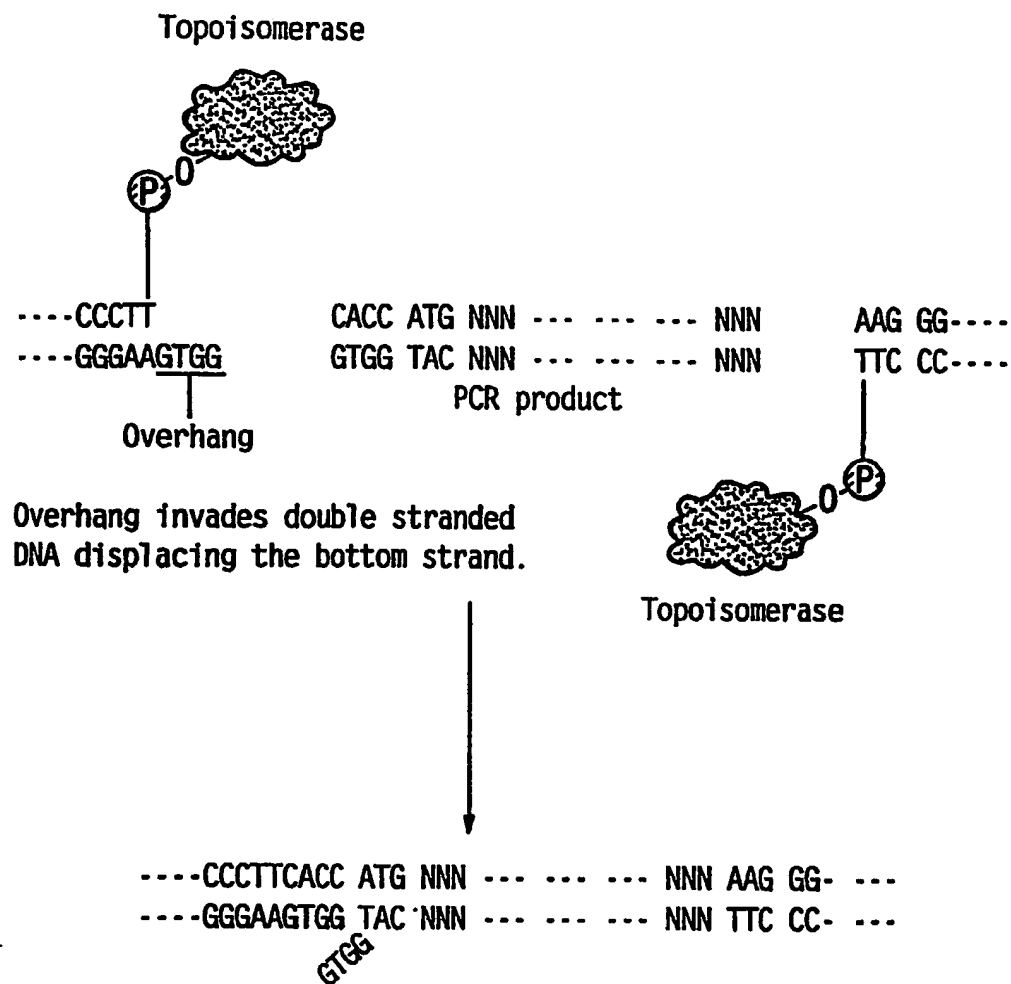 Topoisomerase
O
P
----CCCTT CACC ATG NNN --- --- --- NNN AAG GG----
----GGGAAGTGG GTGG TAC NNN --- --- --- NNN TTC CC----
PCR product
Overhang
O P
Overhang invades double stranded
DNA displacing the bottom strand.
Topoisomerase
----CCCTTCACC ATG NNN --- --- --- NNN AAG GG- ---
----GGGAAGTGG TAC NNN --- --- --- NNN TTC CC- ---
GTGG